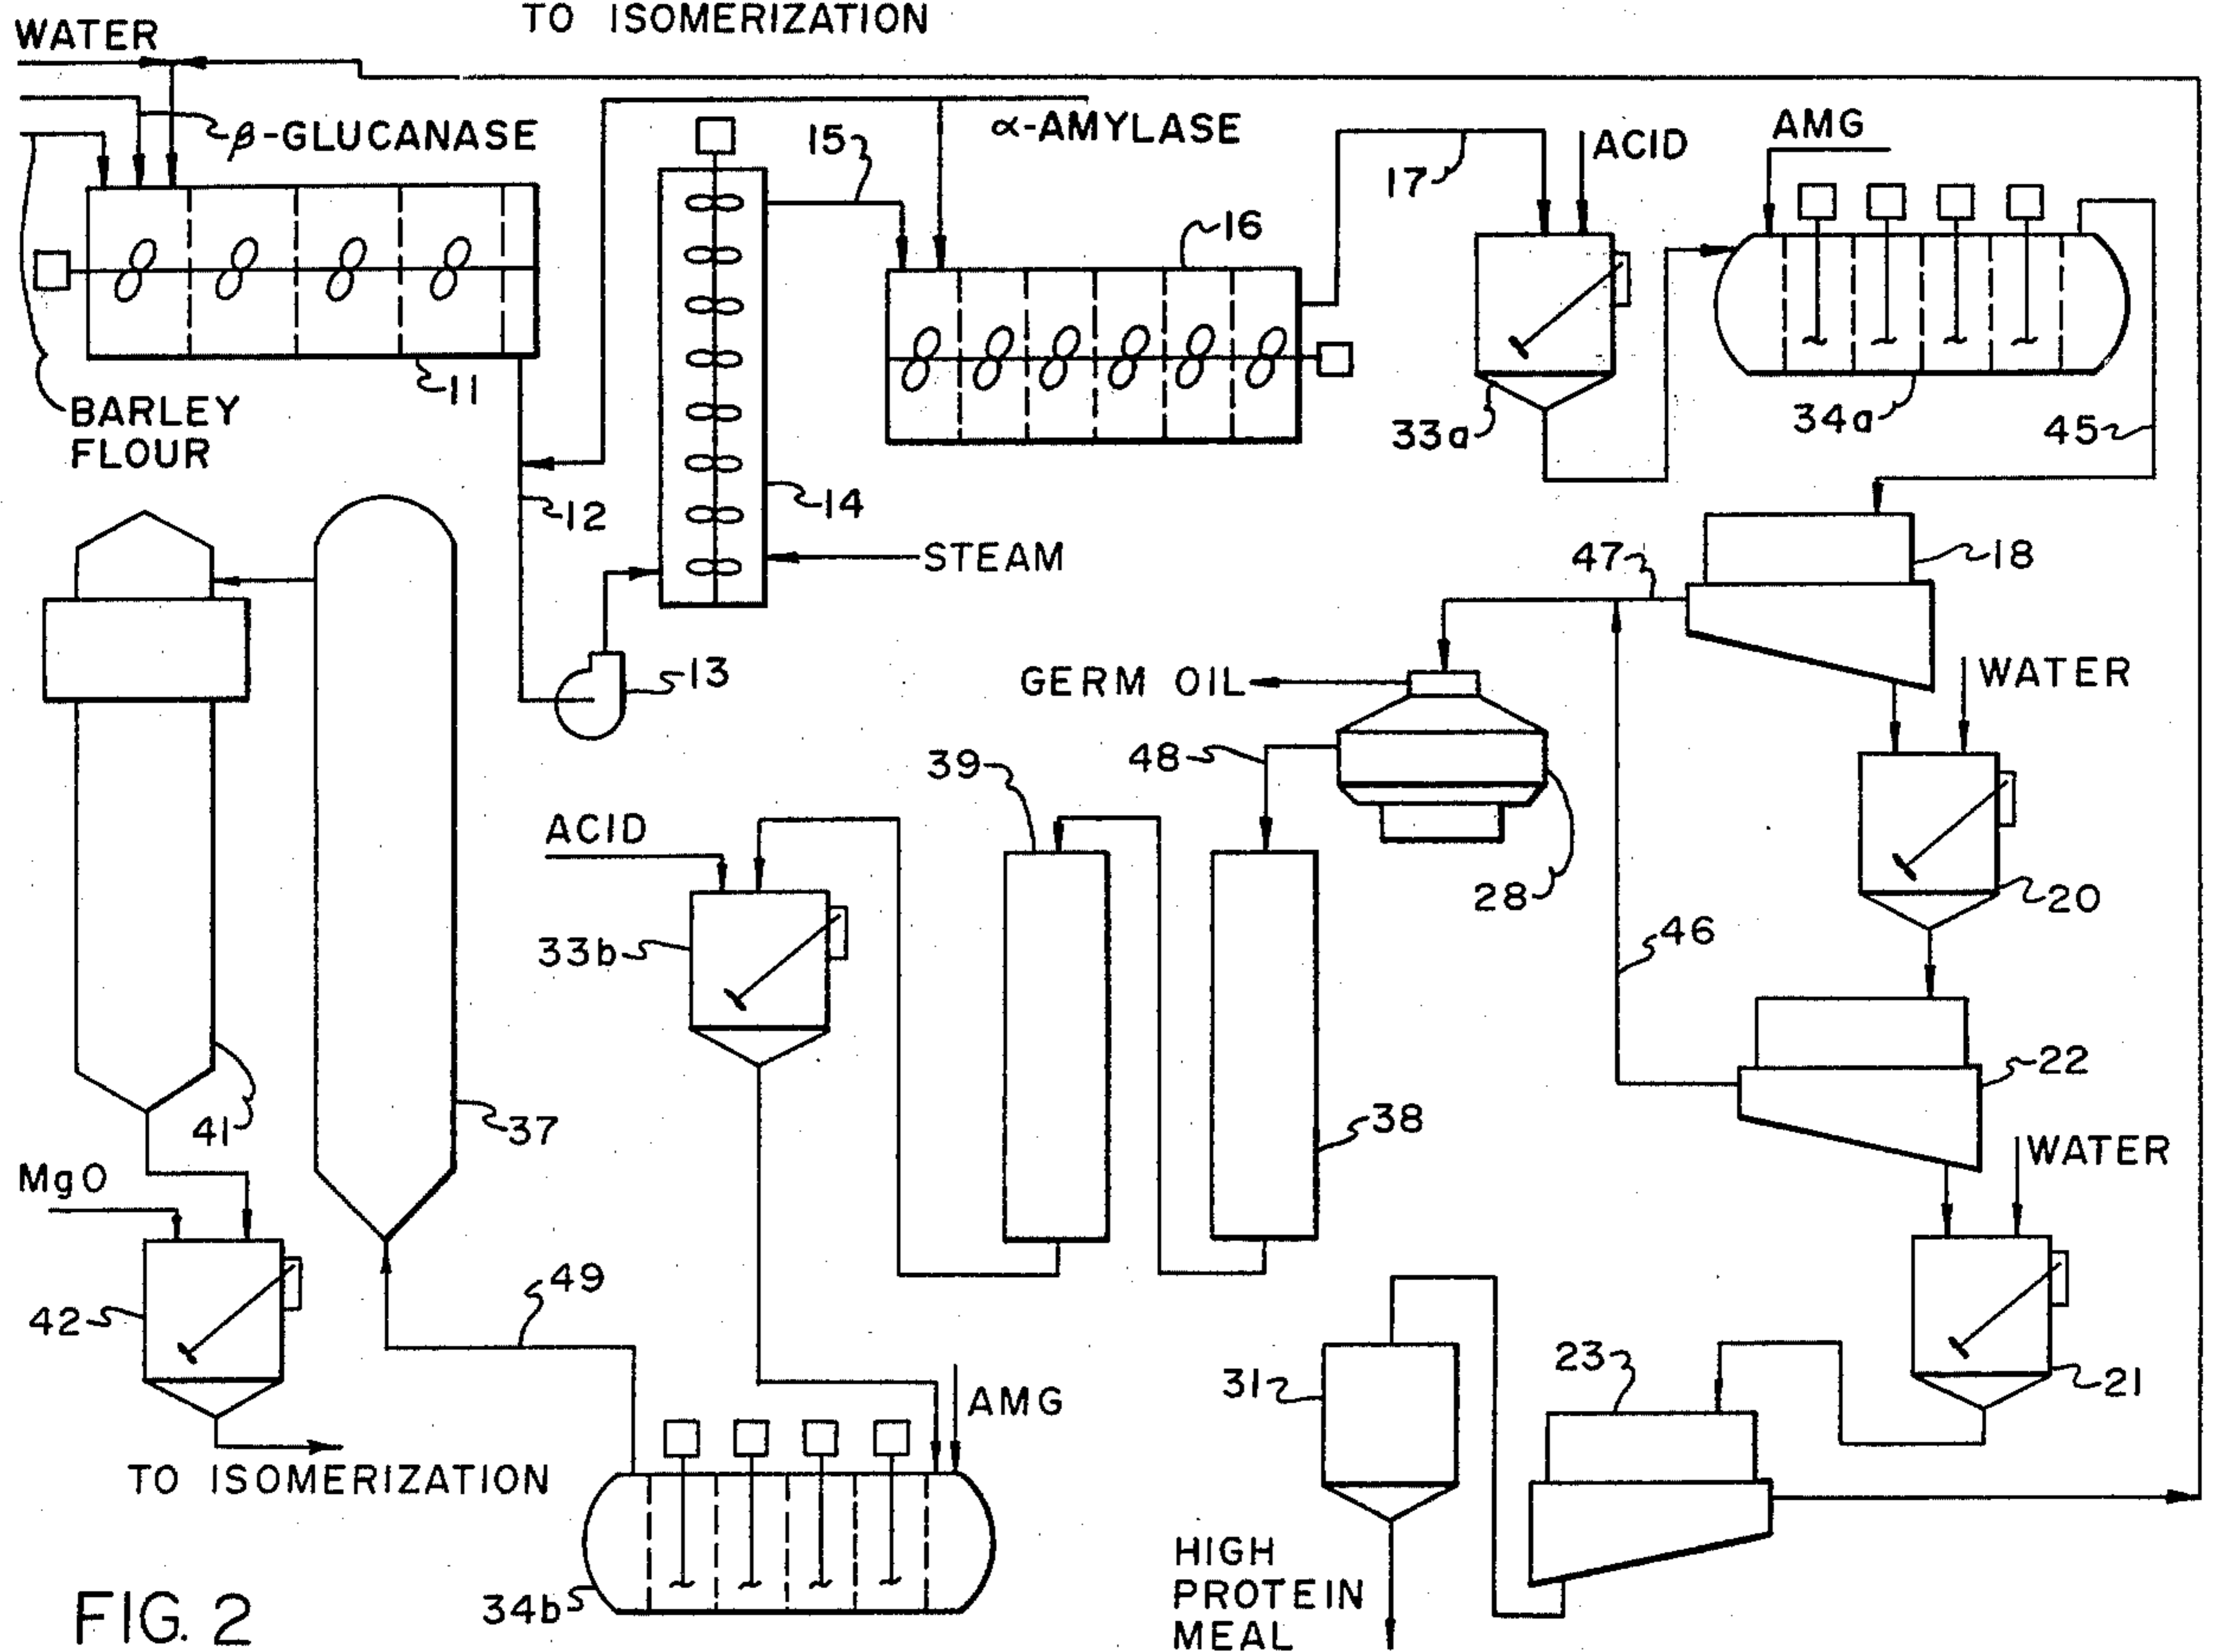 TO ISOMERIZATION
WATER
β-GLUCANASE
α-AMYLASE
15
17
ACID
AMG
16
11
BARLEY
FLOUR
33a
34a
45
12
14
STEAM
47
18
13
GERM OIL
WATER
39
48
ACID
28
20
33b
46
22
41
37
38
WATER
MgO
49
42
23
31
21
AMG
TO ISOMERIZATION
34b
HIGH
PROTEIN
MEAL
FIG. 2